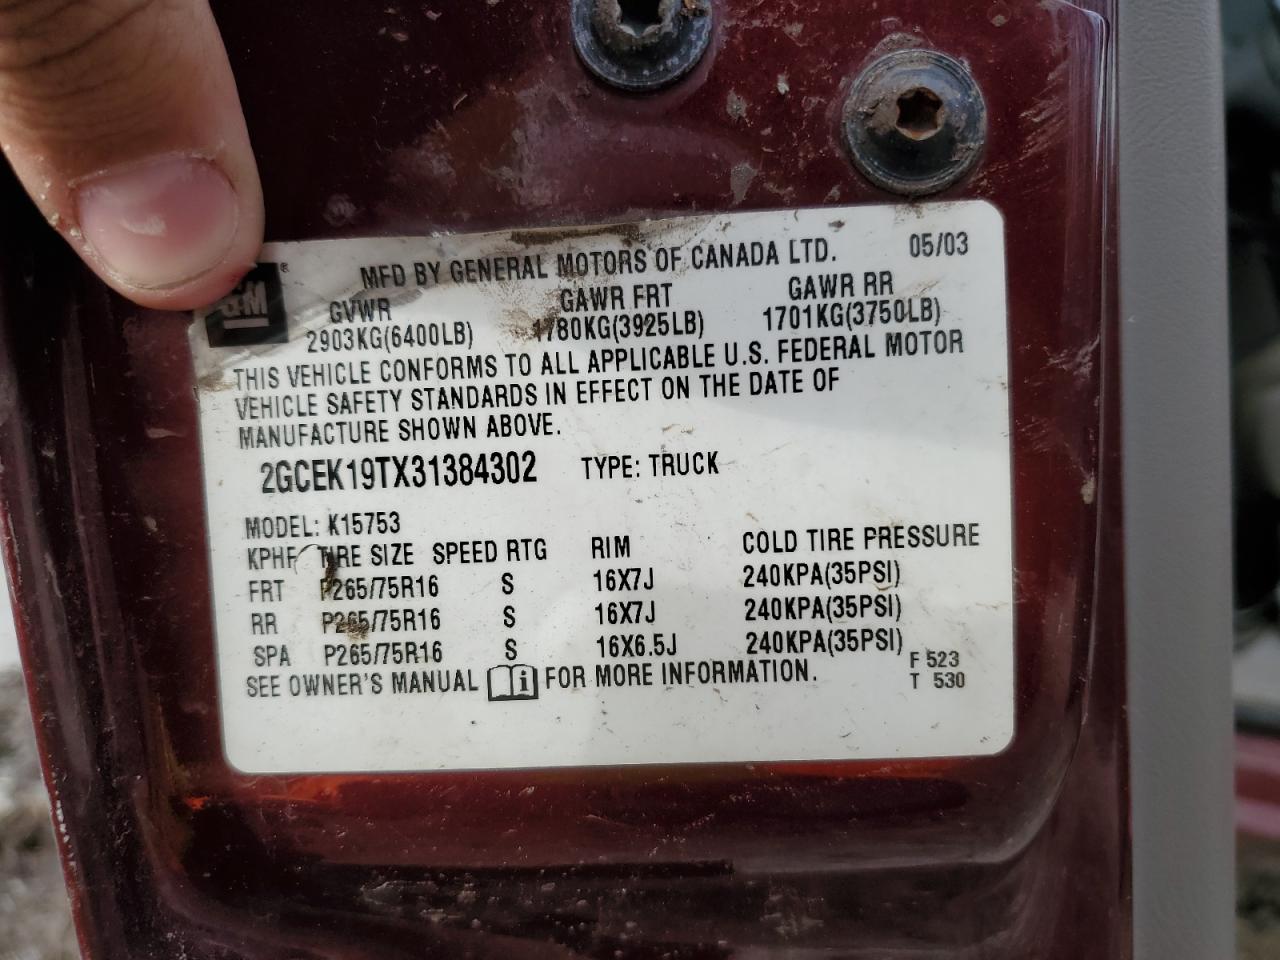 GM ®
MFD BY GENERAL MOTORS OF CANADA LTD. 05/03
GVWR GAWR FRT GAWR RR
2903KG(6400LB) 1780KG(3925LB) 1701KG(3750LB)
THIS VEHICLE CONFORMS TO ALL APPLICABLE U.S. FEDERAL MOTOR
VEHICLE SAFETY STANDARDS IN EFFECT ON THE DATE OF
MANUFACTURE SHOWN ABOVE.
2GCEK19TX31384302 TYPE: TRUCK
MODEL: K15753
KPHF TIRE SIZE SPEED RTG RIM COLD TIRE PRESSURE
FRT P265/75R16 S 16X7J 240KPA(35PSI)
RR P265/75R16 S 16X7J 240KPA(35PSI)
SPA P265/75R16 S 16X6.5J 240KPA(35PSI)
SEE OWNER'S MANUAL i FOR MORE INFORMATION.
F 523
T 530